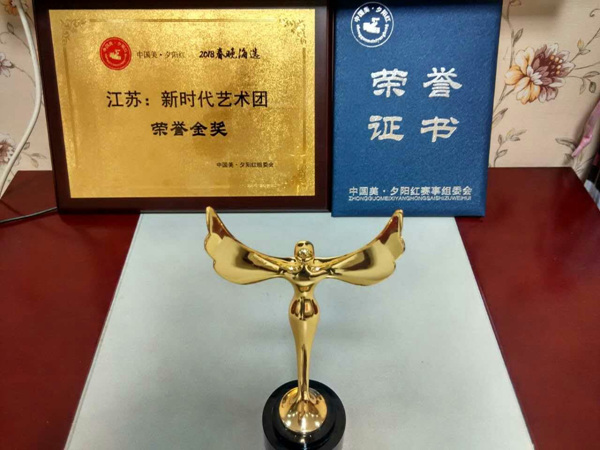 中国美·夕阳红 2018春晚海选
江苏：新时代艺术团
荣誉金奖
中国美·夕阳红组委会
荣誉
证书
中国美·夕阳红赛事组委会
ZHONGGUOMEIXIYANGHONGSAISHIZUWEIHUI